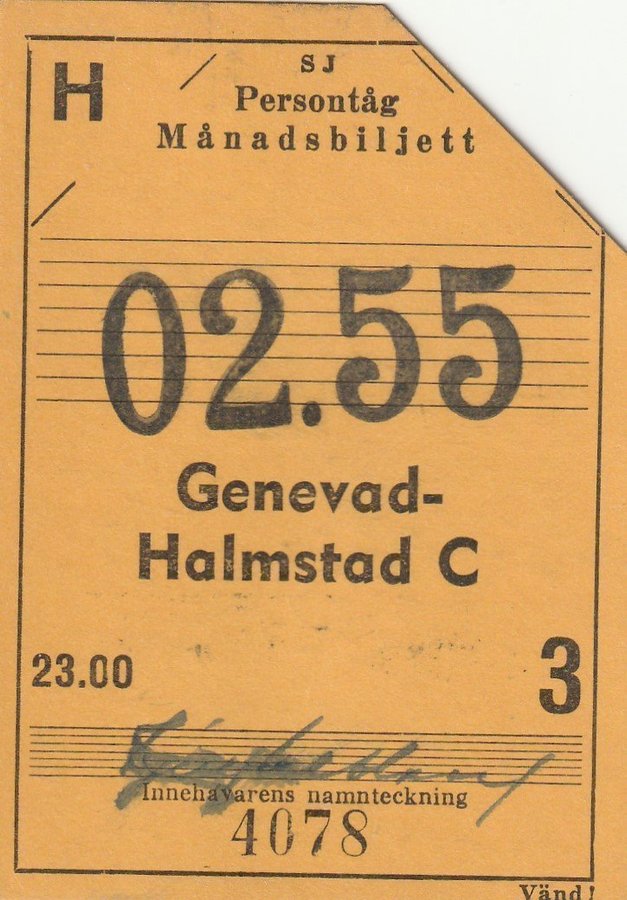 H
SJ
Persontåg
Månadsbiljett
02.55
Genevad-
Halmstad C
23.00
3
Innehavarens namnteckning
4078
Vänd!